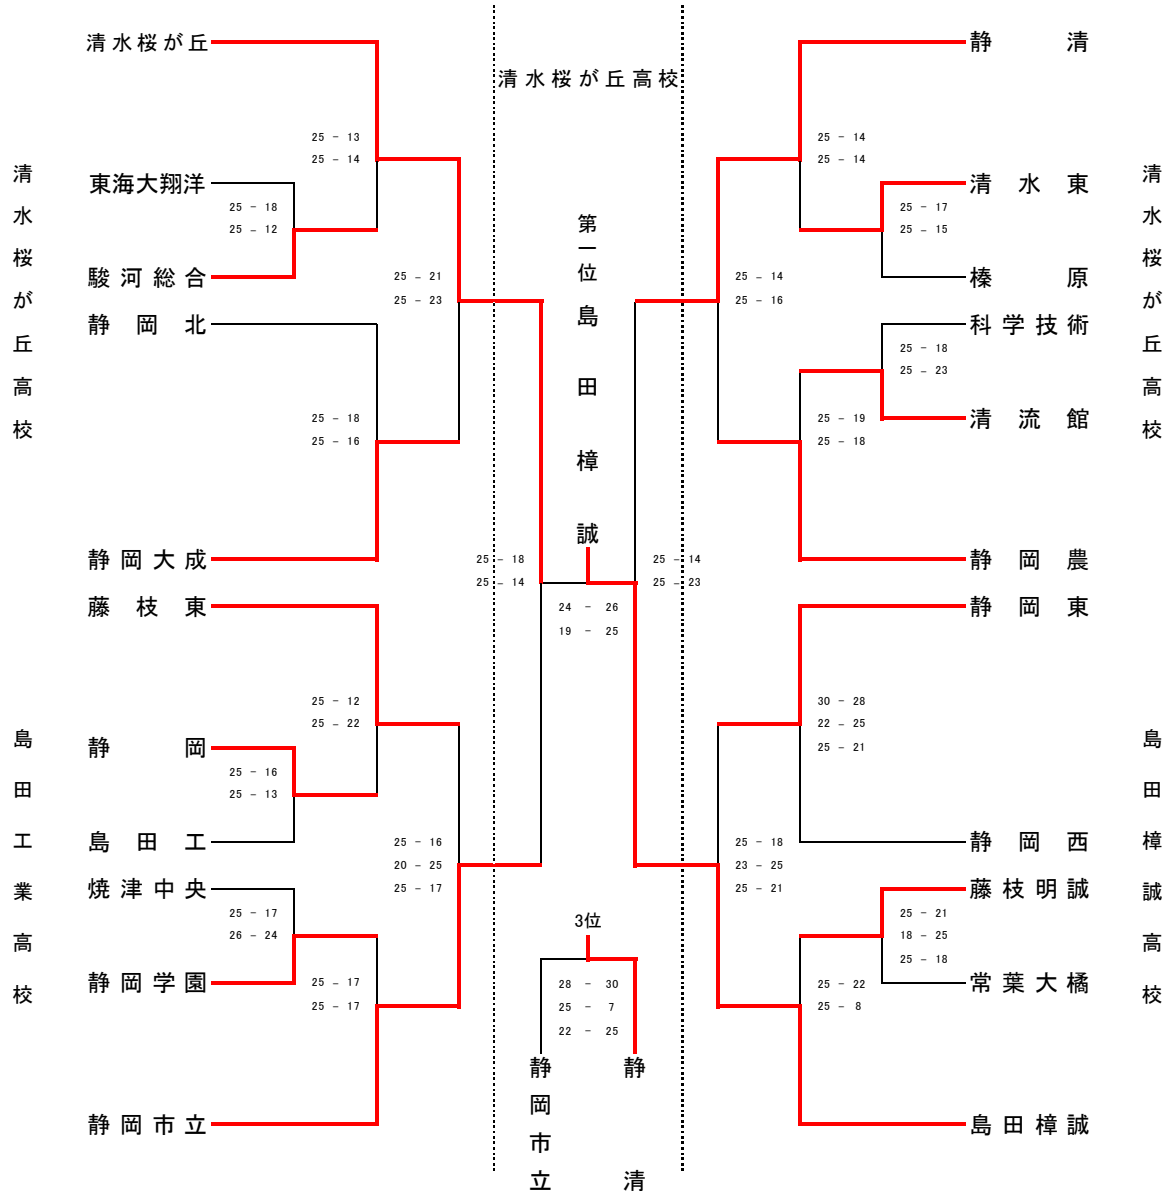 清水桜が丘
静清
清水桜が丘高校
25 - 13
25 - 14
25 - 14
25 - 14
清水桜が丘高校
清水桜が丘高校
東海大翔洋
清水東
25 - 18
25 - 12
25 - 17
25 - 15
駿河総合
榛原
第一位
島田樟誠
25 - 21
25 - 23
25 - 14
25 - 16
静岡北
科学技術
25 - 18
25 - 23
25 - 18
25 - 16
25 - 19
25 - 18
清流館
静岡大成
静岡農
25 - 18
25 - 14
25 - 14
25 - 23
24 - 26
19 - 25
藤枝東
静岡東
25 - 12
25 - 22
30 - 28
22 - 25
25 - 21
島田工業高校
島田樟誠高校
静岡
25 - 16
25 - 13
島田工
静岡西
25 - 16
20 - 25
25 - 17
25 - 18
23 - 25
25 - 21
焼津中央
藤枝明誠
25 - 17
26 - 24
25 - 21
18 - 25
25 - 18
3位
静岡学園
常葉大橘
25 - 17
25 - 17
28 - 30
25 - 7
22 - 25
25 - 22
25 - 8
静岡市立
静清
静岡市立
島田樟誠